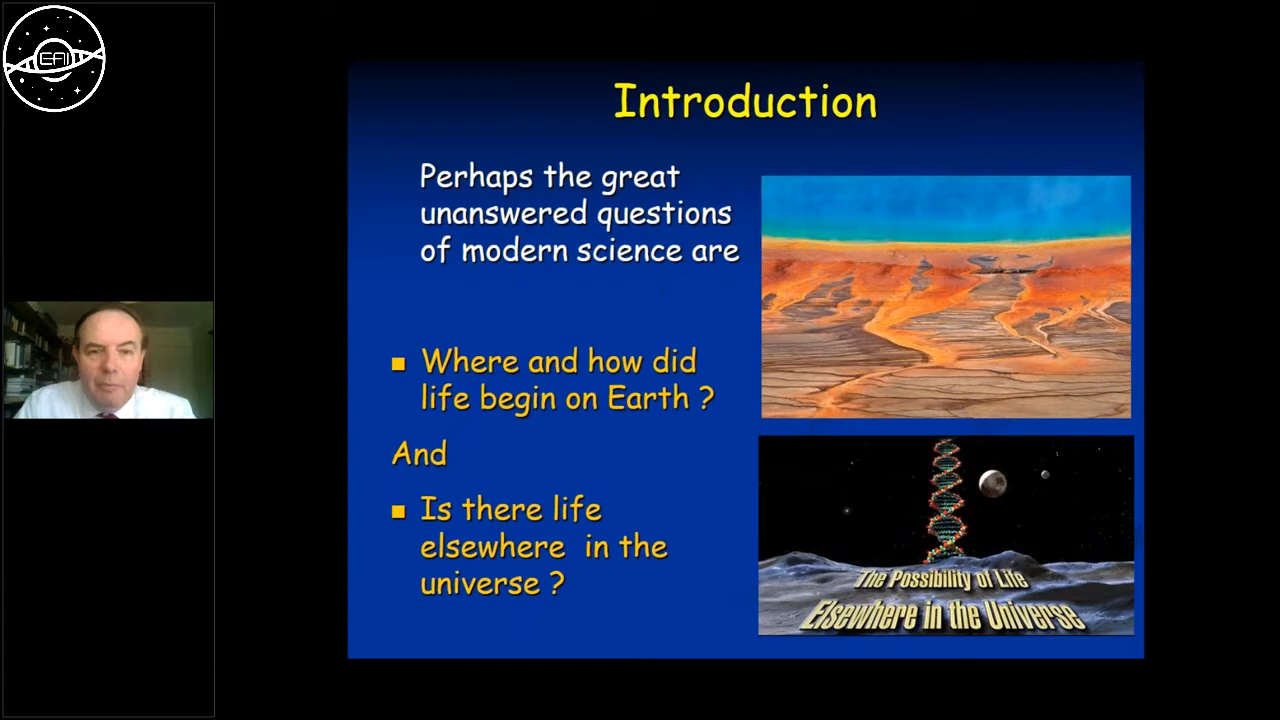 EAI
Introduction
Perhaps the great
unanswered questions
of modern science are
Where and how did
life begin on Earth ?
And
Is there life
elsewhere in the
universe ?
The Possibility of Life
Elsewhere in the Universe